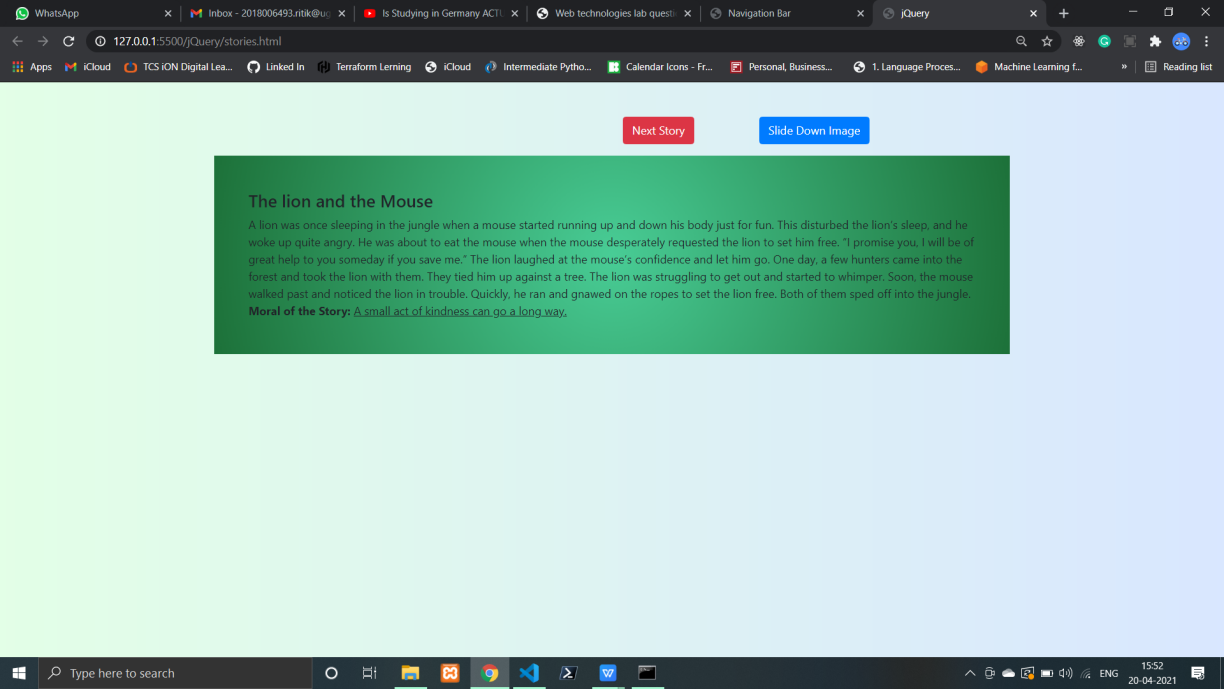 WhatsApp
Inbox - 2018006493.ritik@ug
Is Studying in Germany ACTU
Web technologies lab questi
Navigation Bar
jQuery
127.0.0.1:5500/jQuery/stories.html
Apps
iCloud
TCS iON Digital Lea...
Linked In
Terraform Lerning
iCloud
Intermediate Pytho...
Calendar Icons - Fr...
Personal, Business...
1. Language Proces...
Machine Learning f...
»
Reading list
Next Story
Slide Down Image
The lion and the Mouse
A lion was once sleeping in the jungle when a mouse started running up and down his body just for fun. This disturbed the lion's sleep, and he
woke up quite angry. He was about to eat the mouse when the mouse desperately requested the lion to set him free. "I promise you, I will be of
great help to you someday if you save me." The lion laughed at the mouse's confidence and let him go. One day, a few hunters came into the
forest and took the lion with them. They tied him up against a tree. The lion was struggling to get out and started to whimper. Soon, the mouse
walked past and noticed the lion in trouble. Quickly, he ran and gnawed on the ropes to set the lion free. Both of them sped off into the jungle.
Moral of the Story: A small act of kindness can go a long way.
Type here to search
ENG
15:52
20-04-2021